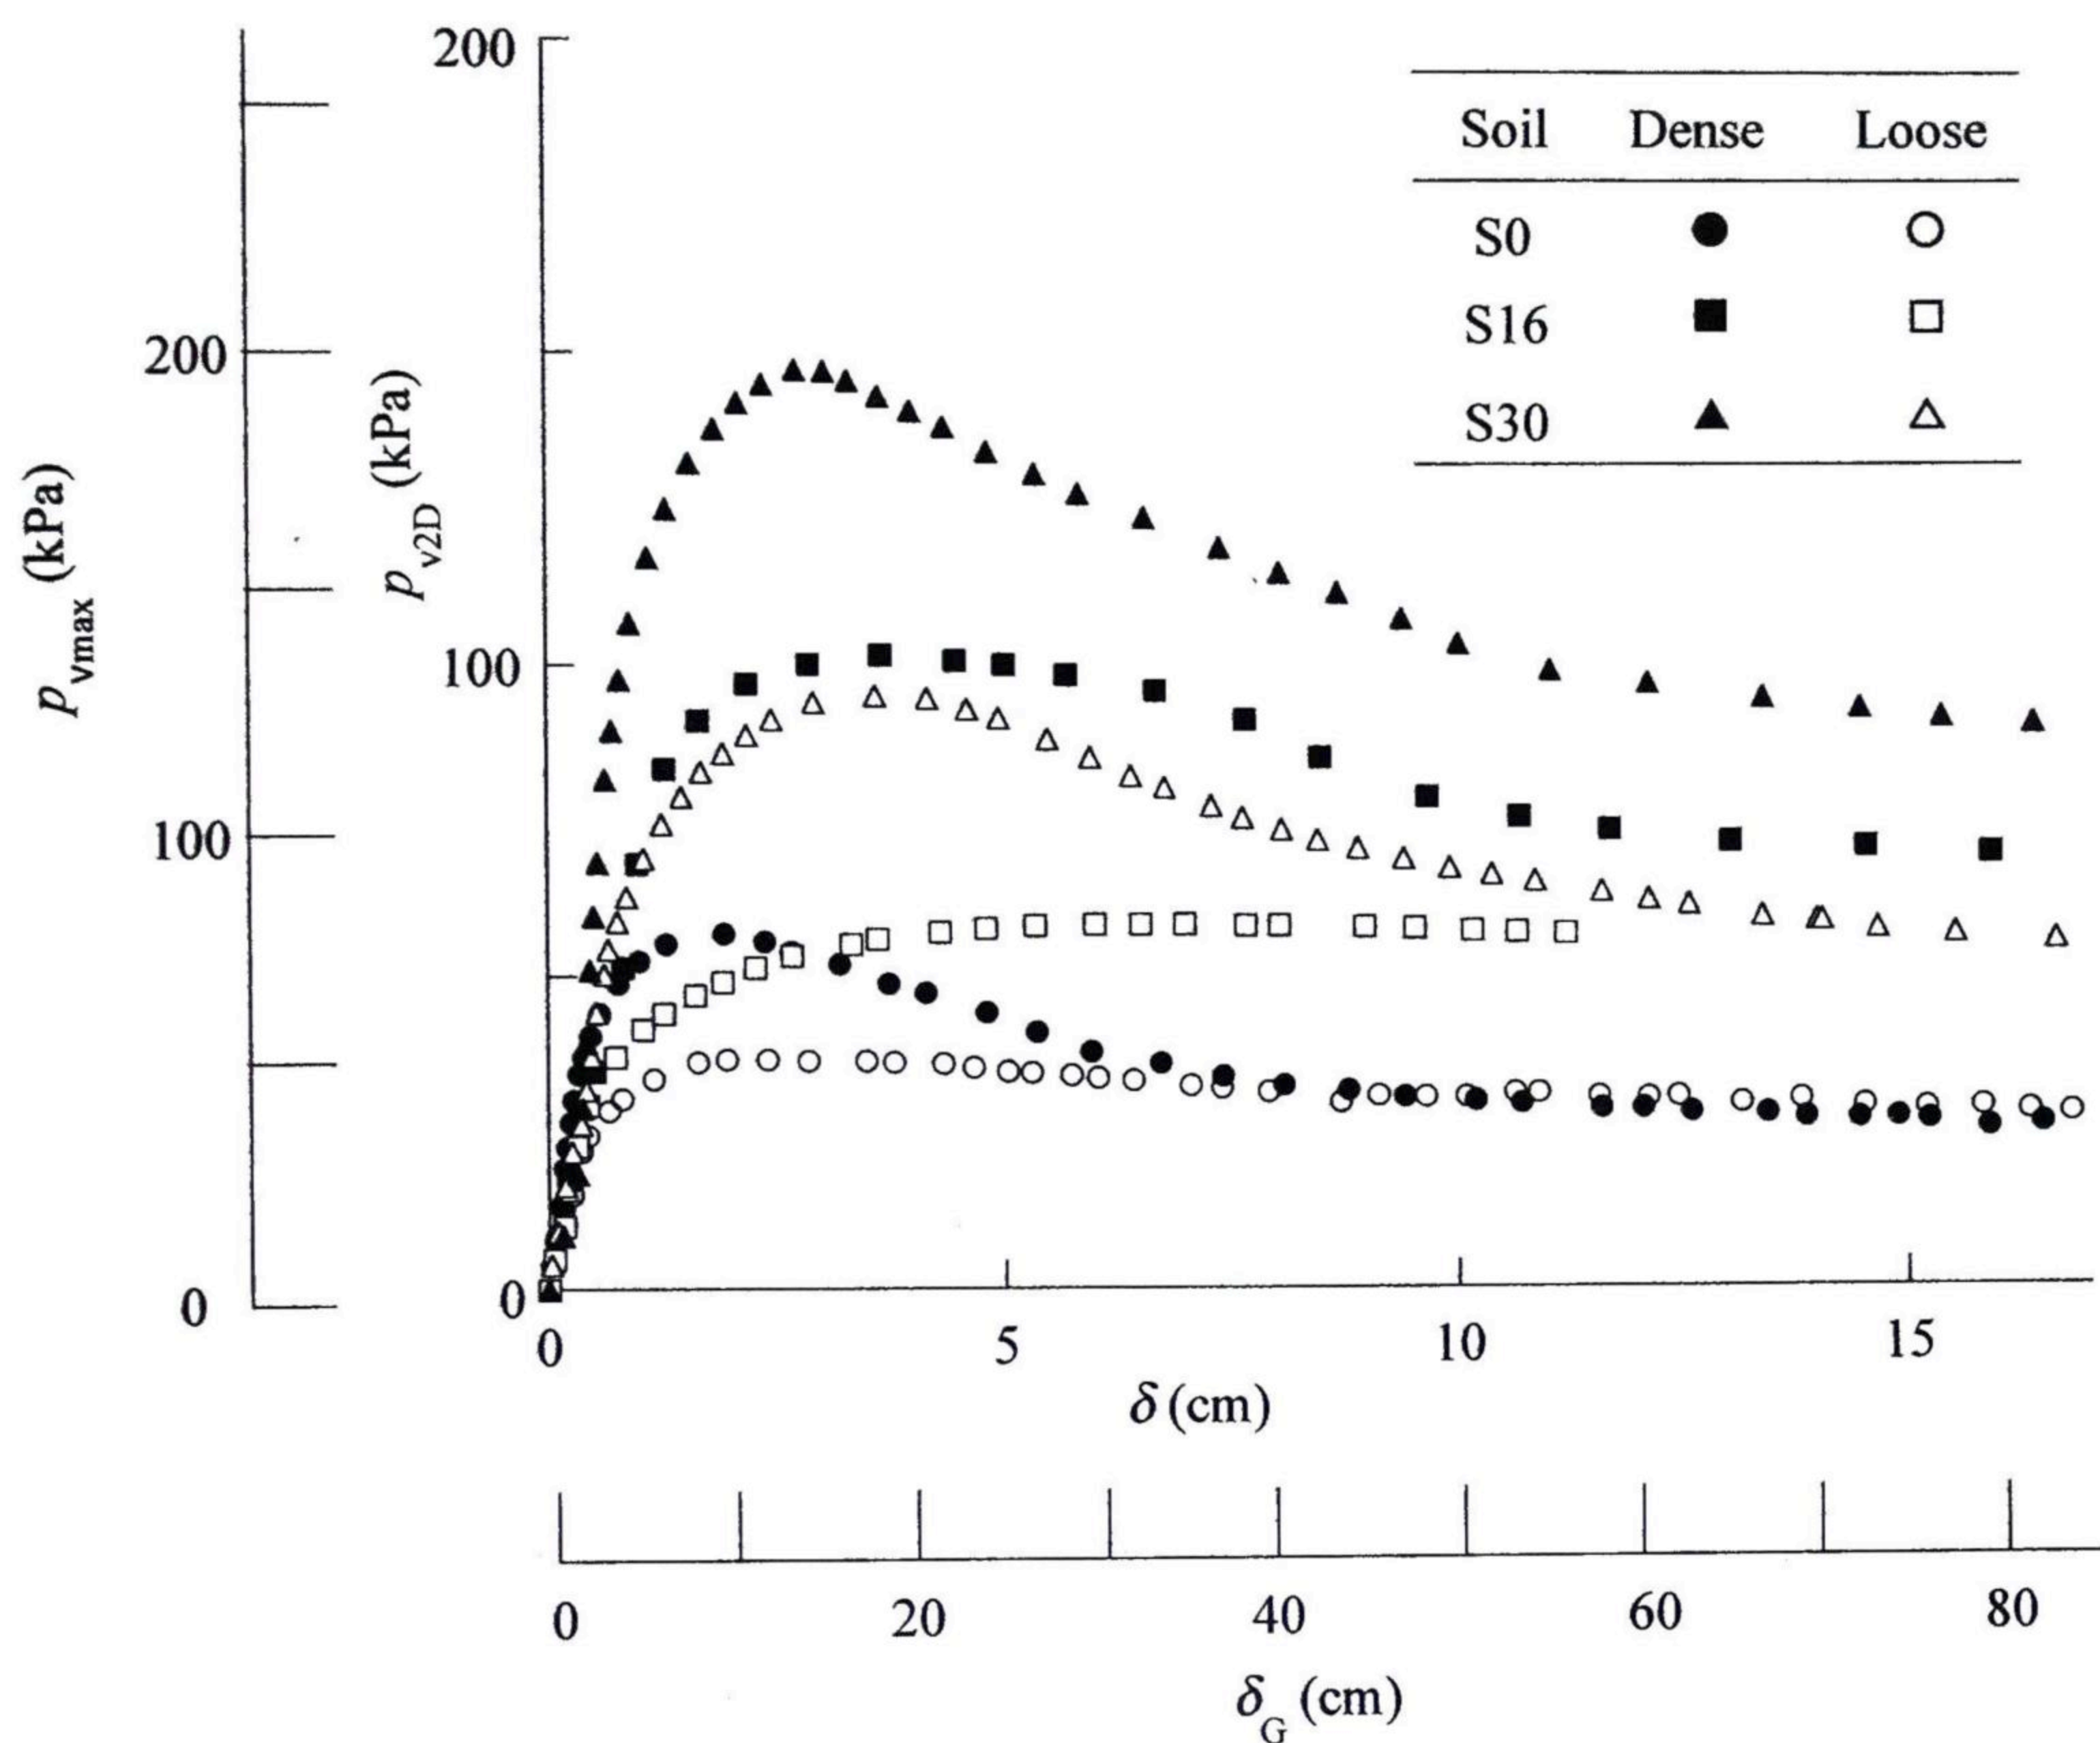 p_vmax (kPa)
200
100
0
p_v2D (kPa)
200
100
0
Soil Dense Loose
S0
S16
S30
0 5 10 15
δ (cm)
0 20 40 60 80
δ_G (cm)